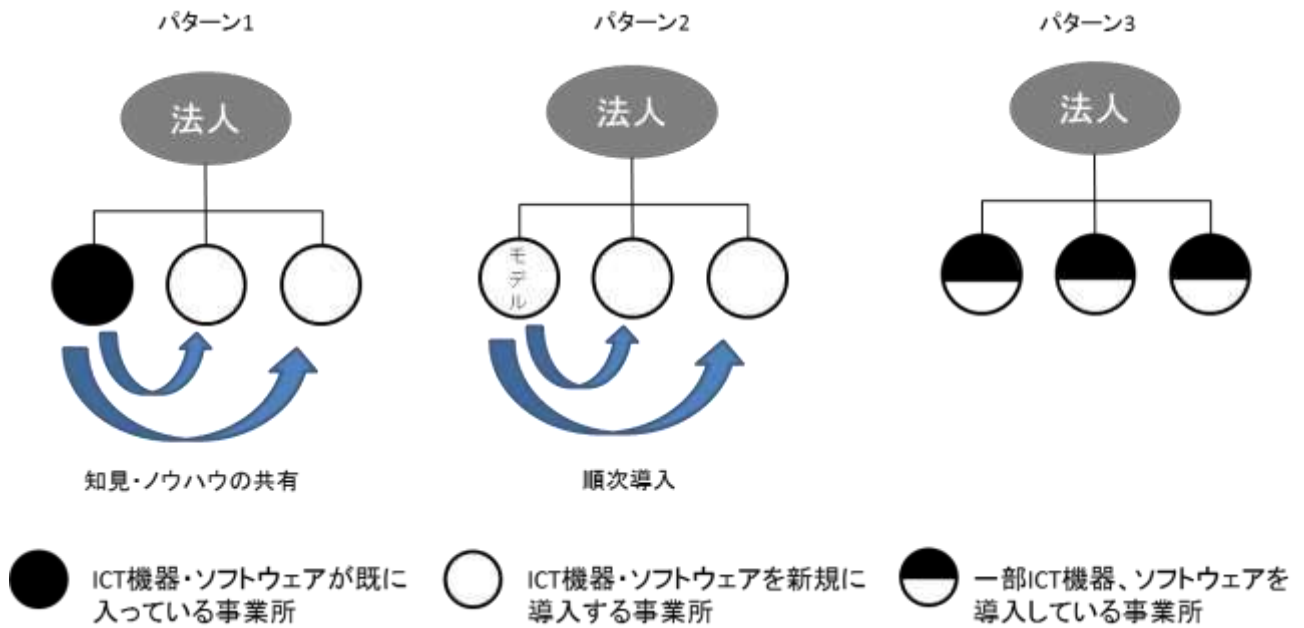 パターン1
パターン2
パターン3
法人
法人
法人
モデル
知見・ノウハウの共有
順次導入
ICT機器・ソフトウェアが既に
入っている事業所
ICT機器・ソフトウェアを新規に
導入する事業所
一部ICT機器、ソフトウェアを
導入している事業所